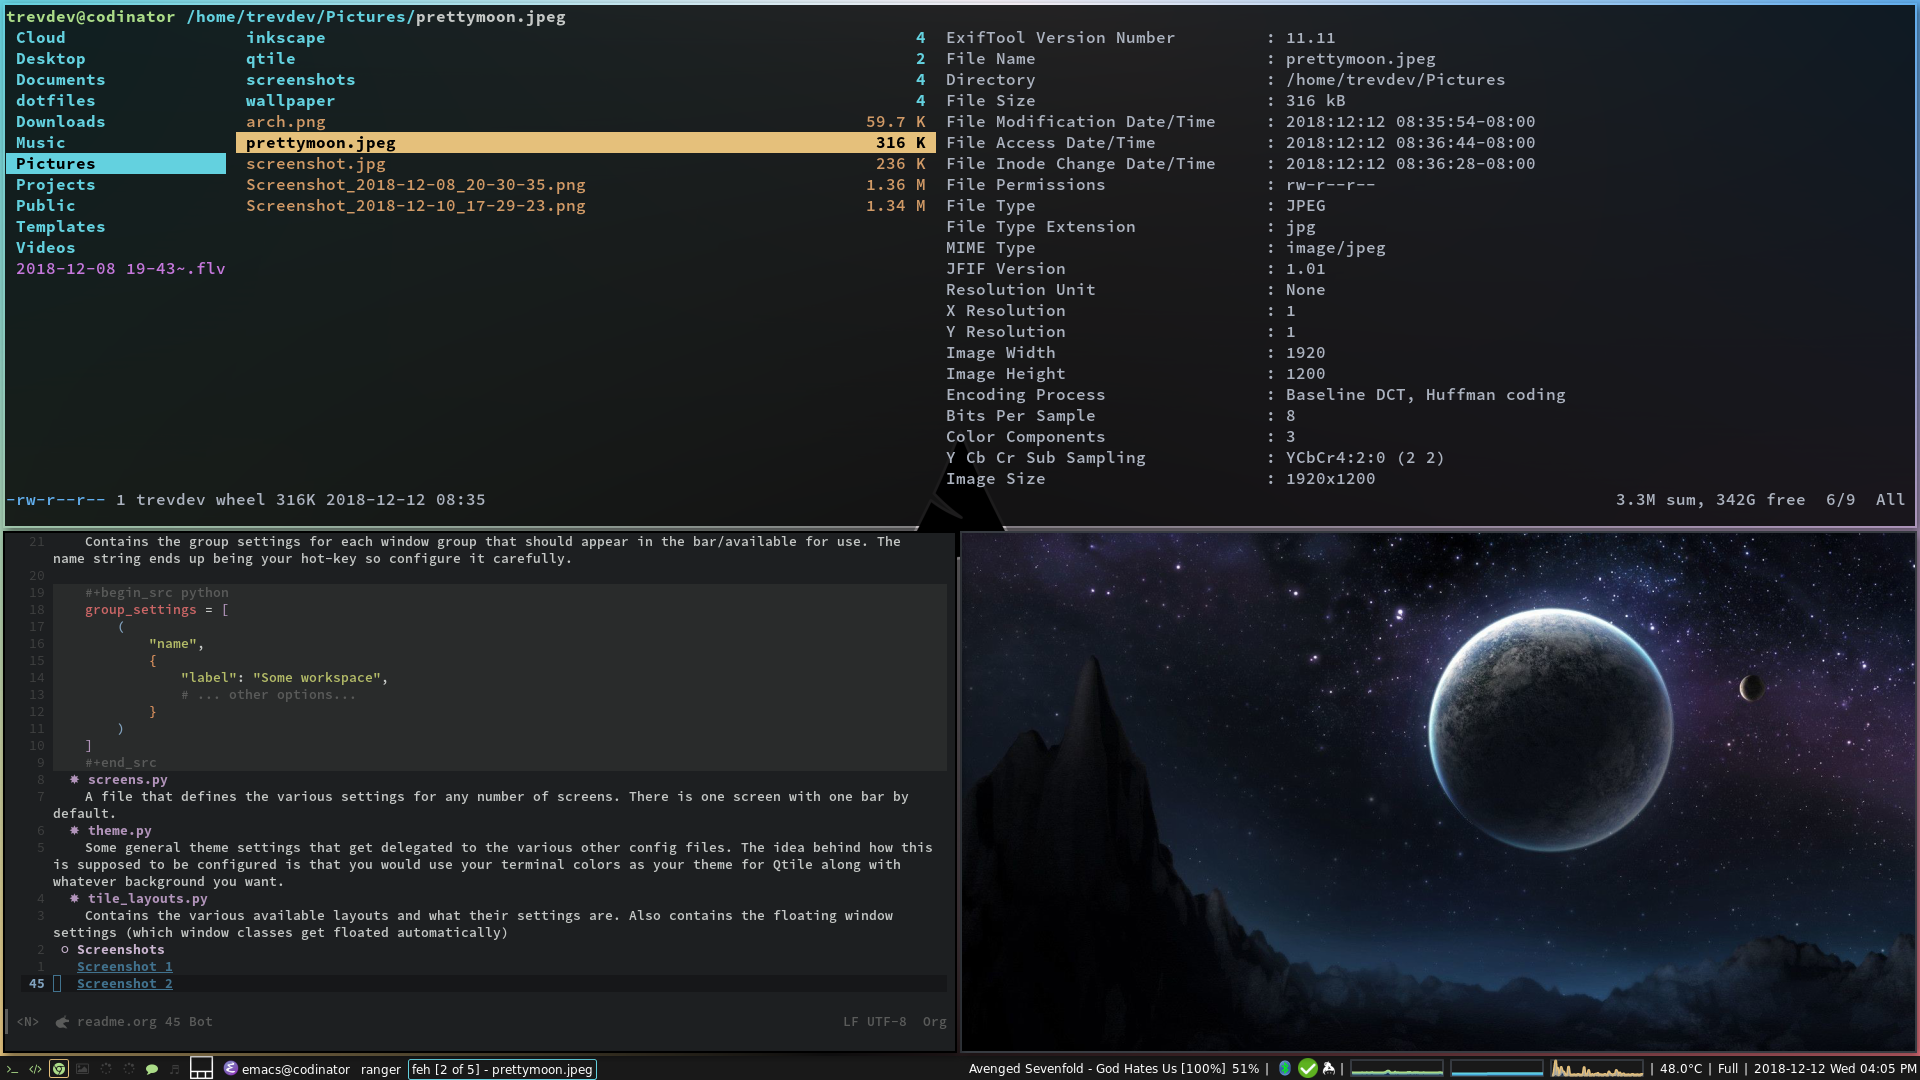 trevdev@codinator /home/trevdev/Pictures/prettymoon.jpeg
Cloud
Desktop
Documents
dotfiles
Downloads
Music
Pictures
Projects
Public
Templates
Videos
2018-12-08 19-43~.flv
inkscape 4
qtile 2
screenshots 4
wallpaper 4
arch.png 59.7 K
prettymoon.jpeg 316 K
screenshot.jpg 236 K
Screenshot_2018-12-08_20-30-35.png 1.36 M
Screenshot_2018-12-10_17-29-23.png 1.34 M
ExifTool Version Number : 11.11
File Name : prettymoon.jpeg
Directory : /home/trevdev/Pictures
File Size : 316 kB
File Modification Date/Time : 2018:12:12 08:35:54-08:00
File Access Date/Time : 2018:12:12 08:36:44-08:00
File Inode Change Date/Time : 2018:12:12 08:36:28-08:00
File Permissions : rw-r--r--
File Type : JPEG
File Type Extension : jpg
MIME Type : image/jpeg
JFIF Version : 1.01
Resolution Unit : None
X Resolution : 1
Y Resolution : 1
Image Width : 1920
Image Height : 1200
Encoding Process : Baseline DCT, Huffman coding
Bits Per Sample : 8
Color Components : 3
Y Cb Cr Sub Sampling : YCbCr4:2:0 (2 2)
Image Size : 1920x1200
-rw-r--r-- 1 trevdev wheel 316K 2018-12-12 08:35 3.3M sum, 342G free 6/9 All
21 Contains the group settings for each window group that should appear in the bar/available for use. The
name string ends up being your hot-key so configure it carefully.
20
19 #+begin_src python
18 group_settings = [
17 (
16 "name",
15 {
14 "label": "Some workspace",
13 # ... other options...
12 }
11 )
10 ]
9 #+end_src
8 ✸ screens.py
7 A file that defines the various settings for any number of screens. There is one screen with one bar by
default.
6 ✸ theme.py
5 Some general theme settings that get delegated to the various other config files. The idea behind how this
is supposed to be configured is that you would use your terminal colors as your theme for Qtile along with
whatever background you want.
4 ✸ tile_layouts.py
3 Contains the various available layouts and what their settings are. Also contains the floating window
settings (which window classes get floated automatically)
2 ○ Screenshots
1 Screenshot 1
45 Screenshot 2
<N> readme.org 45 Bot LF UTF-8 Org
>_ </> emacs@codinator ranger feh [2 of 5] - prettymoon.jpeg Avenged Sevenfold - God Hates Us [100%] 51% | | | 48.0°C | Full | 2018-12-12 Wed 04:05 PM